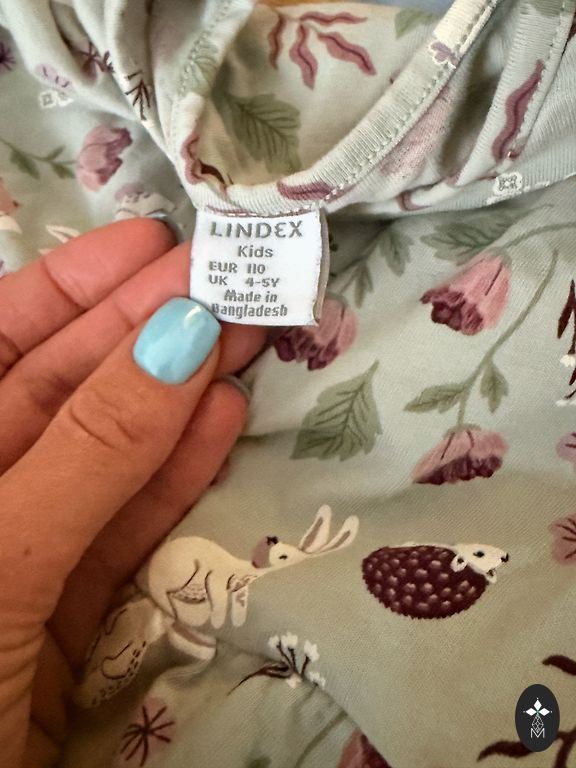 LINDEX
Kids
EUR 110
UK 4-5Y
Made in
Bangladesh
M